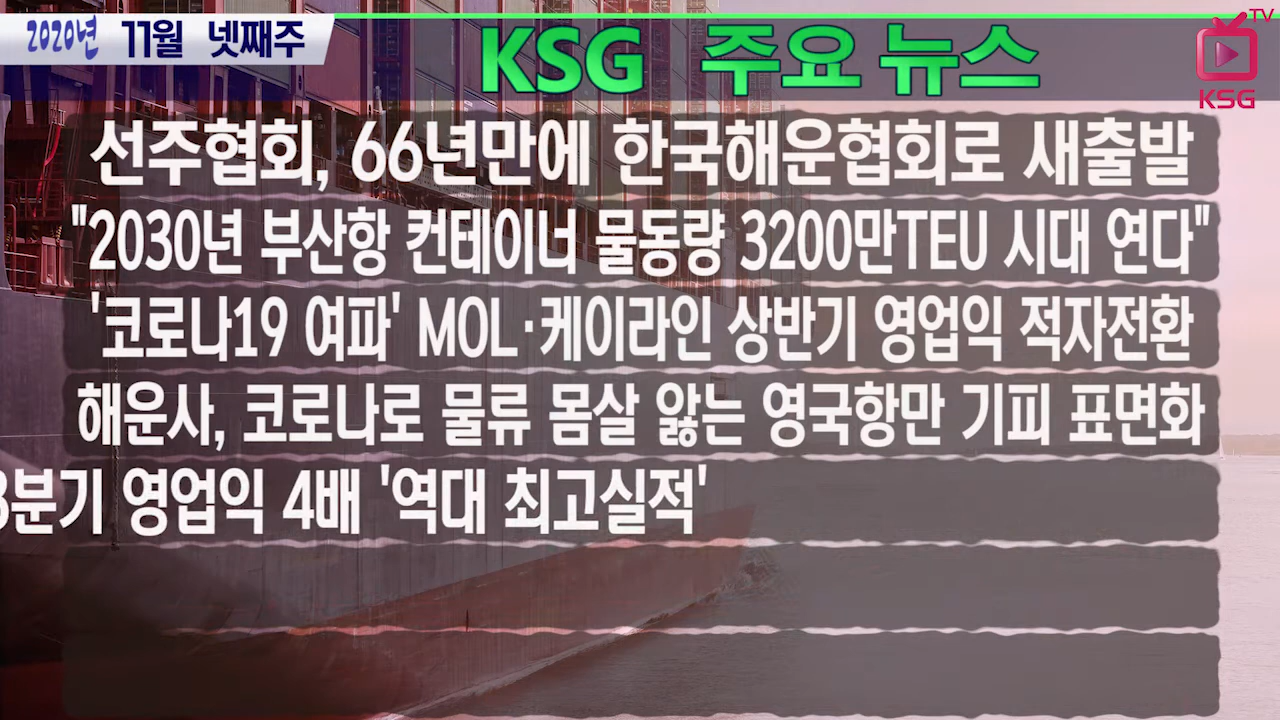 2020년 11월 넷째주
KSG 주요 뉴스
TV
KSG
선주협회, 66년만에 한국해운협회로 새출발
"2030년 부산항 컨테이너 물동량 3200만TEU 시대 연다"
'코로나19 여파' MOL·케이라인 상반기 영업익 적자전환
해운사, 코로나로 물류 몸살 앓는 영국항만 기피 표면화
3분기 영업익 4배 '역대 최고실적'